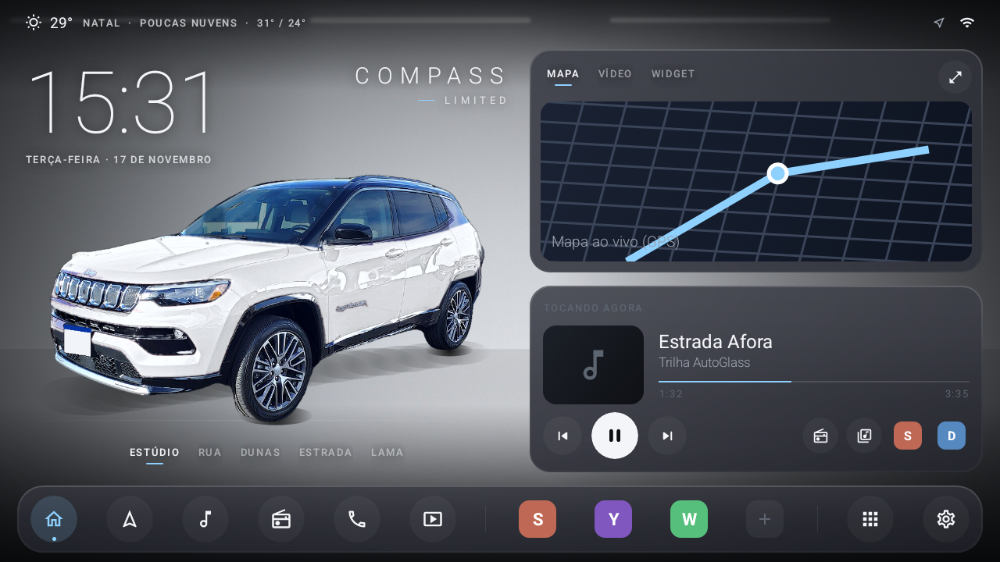 29° NATAL · POUCAS NUVENS · 31° / 24°
15:31
TERÇA-FEIRA · 17 DE NOVEMBRO
COMPASS
LIMITED
MAPA VÍDEO WIDGET
Mapa ao vivo (GPS)
TOCANDO AGORA
Estrada Afora
Trilha AutoGlass
1:32 3:35
S D
ESTÚDIO RUA DUNAS ESTRADA LAMA
S Y W